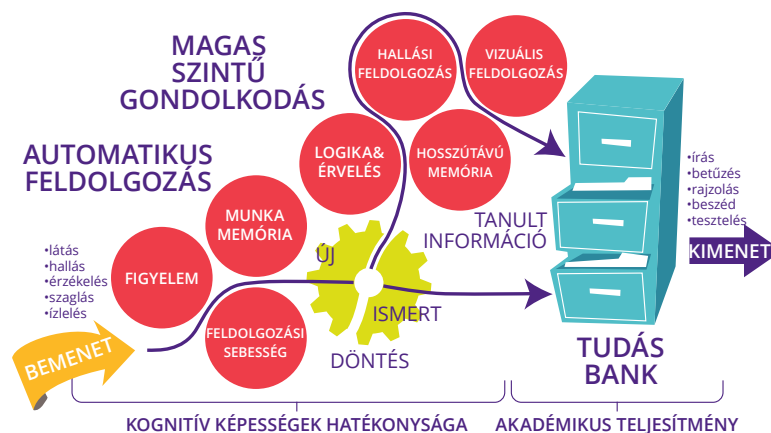 MAGAS
SZINTŰ
GONDOLKODÁS
HALLÁSI
FELDOLGOZÁS
VIZUÁLIS
FELDOLGOZÁS
AUTOMATIKUS
FELDOLGOZÁS
LOGIKA&
ÉRVELÉS
HOSSZÚTÁVÚ
MEMÓRIA
MUNKA
MEMÓRIA
FIGYELEM
FELDOLGOZÁSI
SEBESSÉG
•látás
•hallás
•érzékelés
•szaglás
•ízlelés
BEMENET
ÚJ
ISMERT
DÖNTÉS
TANULT
INFORMÁCIÓ
•írás
•betűzés
•rajzolás
•beszéd
•tesztelés
KIMENET
TUDÁS
BANK
KOGNITÍV KÉPESSÉGEK HATÉKONYSÁGA
AKADÉMIKUS TELJESÍTMÉNY